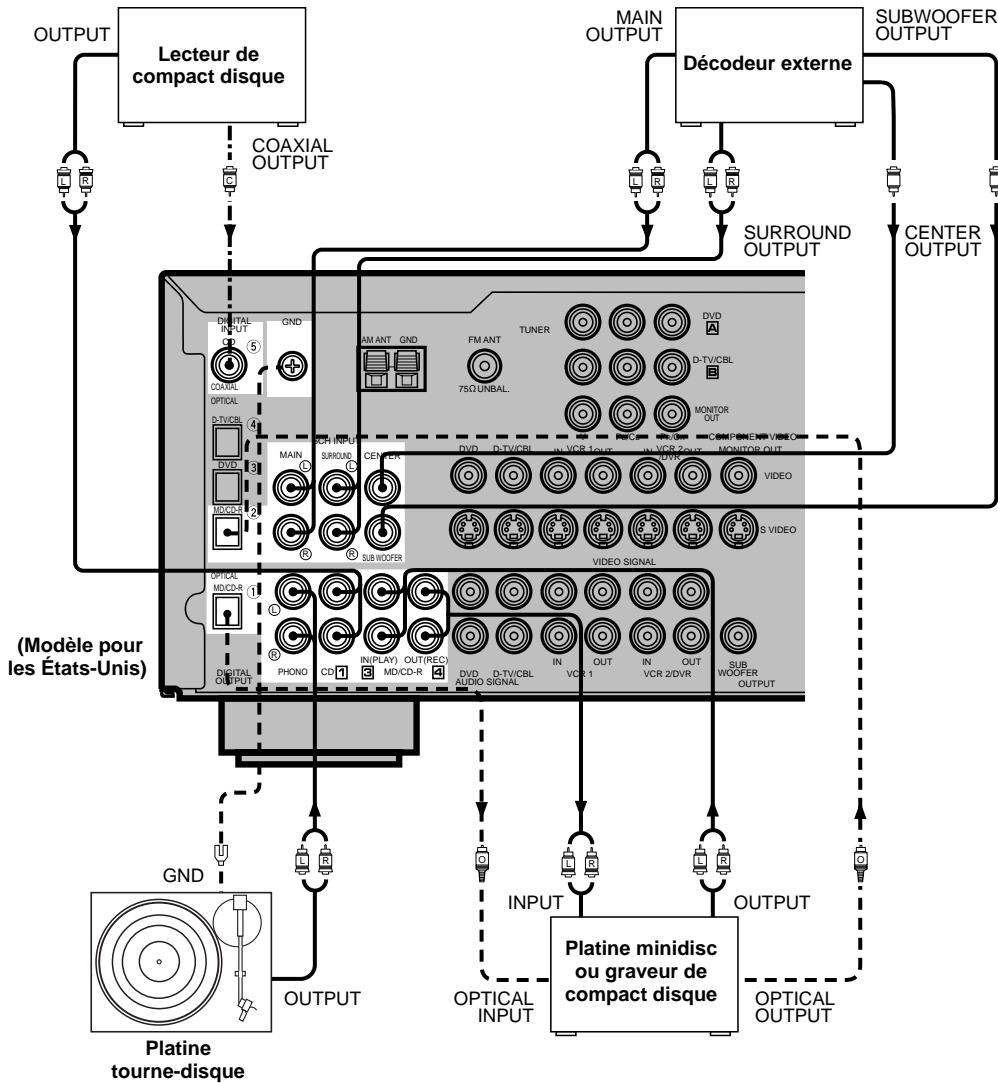 OUTPUT
Lecteur de
compact disque
COAXIAL
OUTPUT
L R
C
MAIN
OUTPUT
SUBWOOFER
OUTPUT
Décodeur externe
L R
L R
SURROUND
OUTPUT
CENTER
OUTPUT
DIGITAL
INPUT
CD
⑤
COAXIAL
GND
AM ANT GND
FM ANT
75Ω UNBAL.
TUNER
DVD
A
D-TV/CBL
B
MONITOR
OUT
COMPONENT VIDEO
OPTICAL
D-TV/CBL
④
DVD
③
MD/CD-R
②
6CH INPUT
MAIN
SURROUND
CENTER
L
L
R
R
SUB WOOFER
DVD D-TV/CBL IN VCR 1 OUT IN VCR 2 OUT MONITOR OUT
/DVR
VIDEO
S VIDEO
VIDEO SIGNAL
OPTICAL
MD/CD-R
①
L
R
DIGITAL
OUTPUT
PHONO
CD 1
IN(PLAY) OUT(REC)
3 MD/CD-R 4
DVD D-TV/CBL
AUDIO SIGNAL
IN OUT
VCR 1
IN OUT
VCR 2/DVR
SUB
WOOFER
OUTPUT
(Modèle pour
les États-Unis)
GND
L R
OUTPUT
Platine
tourne-disque
O
L R
L R
O
INPUT
OUTPUT
Platine minidisc
ou graveur de
compact disque
OPTICAL
INPUT
OPTICAL
OUTPUT